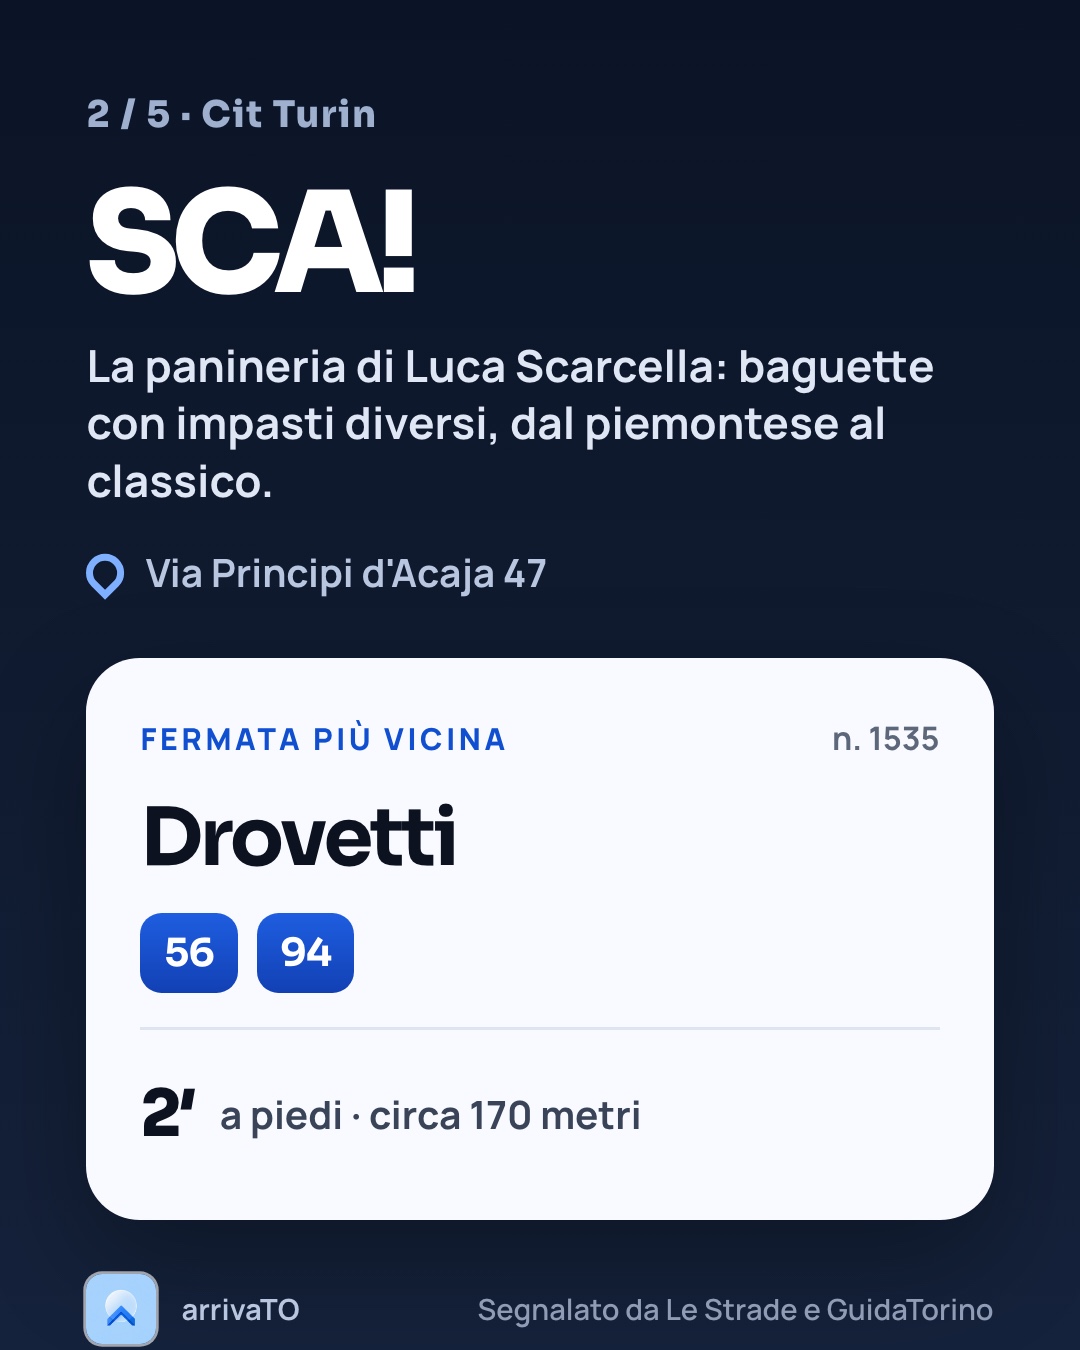 2 / 5 · Cit Turin
SCA!
La panineria di Luca Scarcella: baguette
con impasti diversi, dal piemontese al
classico.
Via Principi d'Acaja 47
FERMATA PIÙ VICINA n. 1535
Drovetti
56 94
2′ a piedi · circa 170 metri
arrivaTO Segnalato da Le Strade e GuidaTorino